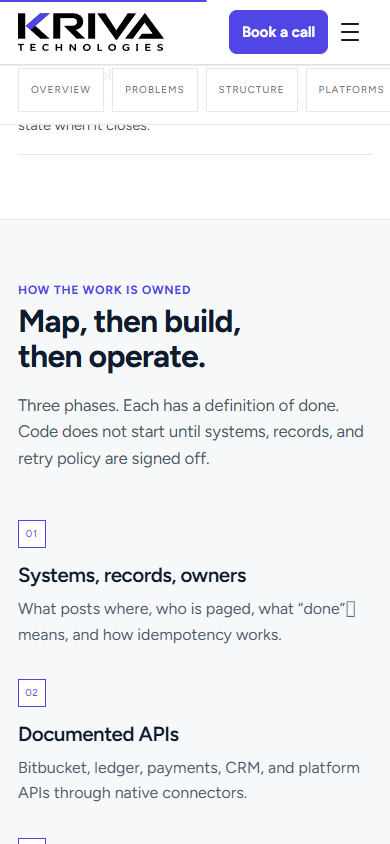 KRIVA
TECHNOLOGIES
Book a call
OVERVIEW
PROBLEMS
STRUCTURE
PLATFORMS
state when it closes.
HOW THE WORK IS OWNED
Map, then build,
then operate.
Three phases. Each has a definition of done.
Code does not start until systems, records, and
retry policy are signed off.
01
Systems, records, owners
What posts where, who is paged, what “done”
means, and how idempotency works.
02
Documented APIs
Bitbucket, ledger, payments, CRM, and platform
APIs through native connectors.